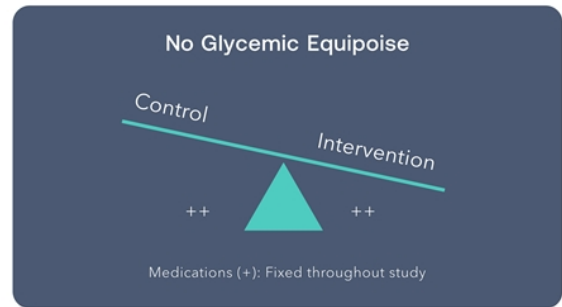 No Glycemic Equipoise
Control
Intervention
++
++
Medications (+): Fixed throughout study